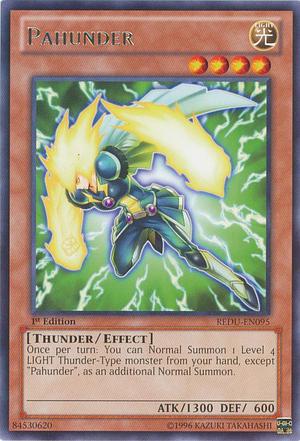 PAHUNDER
LIGHT
光
1st Edition
REDU-EN095
[THUNDER/EFFECT]
Once per turn: You can Normal Summon 1 Level 4
LIGHT Thunder-Type monster from your hand, except
"Pahunder", as an additional Normal Summon.
ATK/1300 DEF/ 600
84530620
©1996 KAZUKI TAKAHASHI